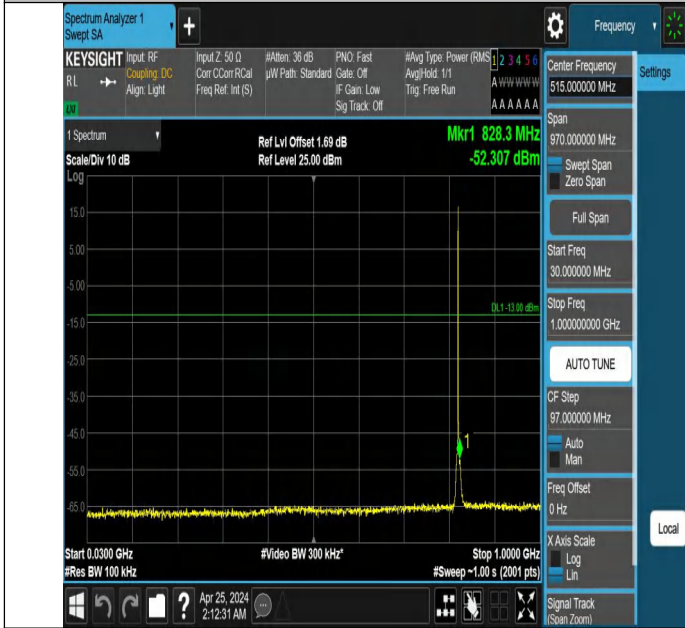 Spectrum Analyzer 1
Swept SA
+
Frequency
KEYSIGHT
RL
LXI
Input: RF
Coupling: DC
Align: Light
Input Z: 50 Ω
Corr CCorr RCal
Freq Ref: Int (S)
#Atten: 36 dB
µW Path: Standard
PNO: Fast
Gate: Off
IF Gain: Low
Sig Track: Off
#Avg Type: Power (RMS
Avg|Hold: 1/1
Trig: Free Run
1 2 3 4 5 6
A W W W W W
A A A A A A
1 Spectrum
Scale/Div 10 dB
Log
Ref Lvl Offset 1.69 dB
Ref Level 25.00 dBm
Mkr1 828.3 MHz
-52.307 dBm
15.0
5.00
-5.00
-15.0
-25.0
-35.0
-45.0
-55.0
-65.0
DL1 -13.00 dBm
1
Start 0.0300 GHz
#Res BW 100 kHz
#Video BW 300 kHz*
Stop 1.0000 GHz
#Sweep ~1.00 s (2001 pts)
Center Frequency
515.000000 MHz
Span
970.000000 MHz
Swept Span
Zero Span
Full Span
Start Freq
30.000000 MHz
Stop Freq
1.000000000 GHz
AUTO TUNE
CF Step
97.000000 MHz
Auto
Man
Freq Offset
0 Hz
X Axis Scale
Log
Lin
Signal Track
(Span Zoom)
Settings
Local
?
Apr 25, 2024
2:12:31 AM